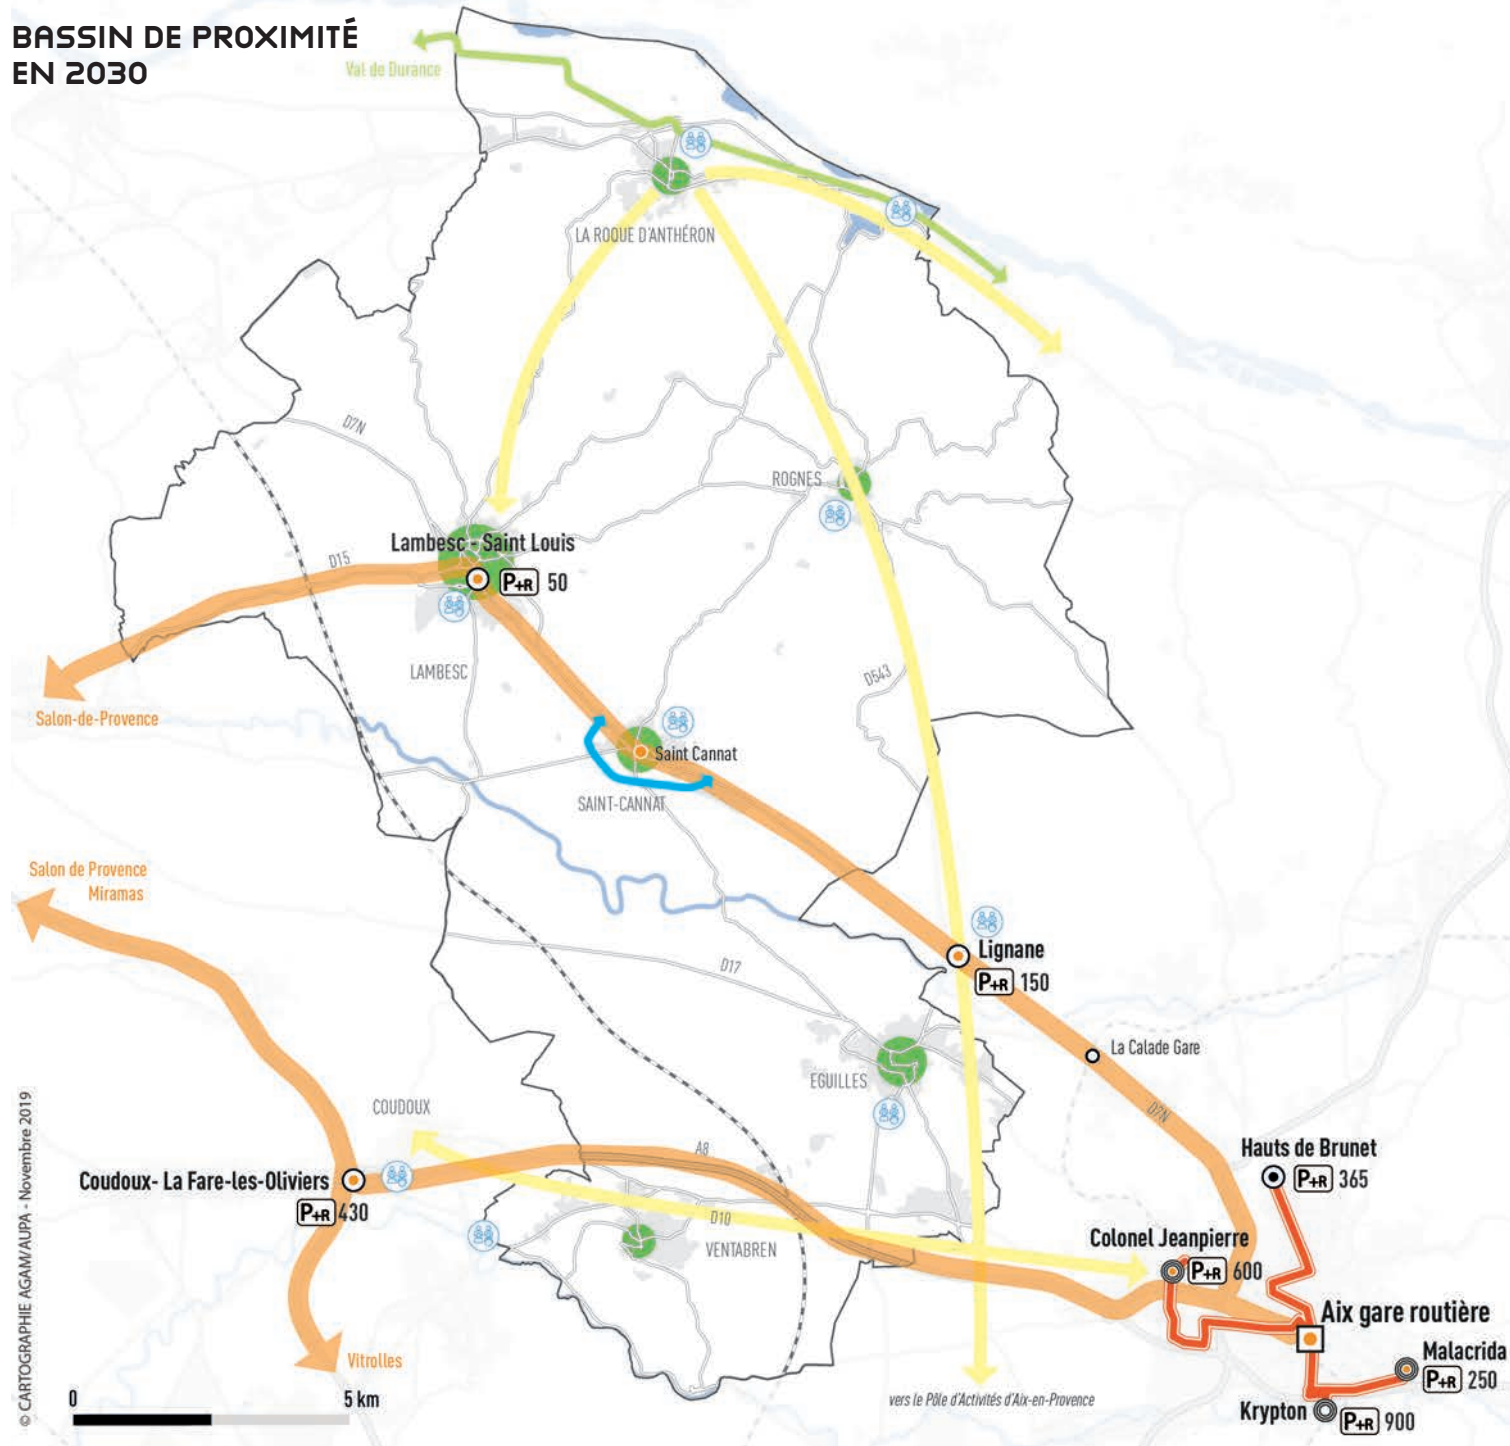 BASSIN DE PROXIMITÉ
EN 2030
Val de Durance
LA ROQUE D'ANTHÉRON
D7N
ROGNES
Lambesc - Saint Louis
D15
P+R 50
LAMBESC
D543
Salon-de-Provence
Saint Cannat
SAINT-CANNAT
Salon de Provence
Miramas
Lignane
P+R 150
D17
La Calade Gare
EGUILLES
COUDOUX
D7N
A8
Hauts de Brunet
P+R 365
Coudoux- La Fare-les-Oliviers
P+R 430
D10
VENTABREN
Colonel Jeanpierre
P+R 600
Aix gare routière
Malacrida
P+R 250
Vitrolles
vers le Pôle d'Activités d'Aix-en-Provence
Krypton
P+R 900
0 5 km
© CARTOGRAPHIE AGAM/AUPA - Novembre 2019